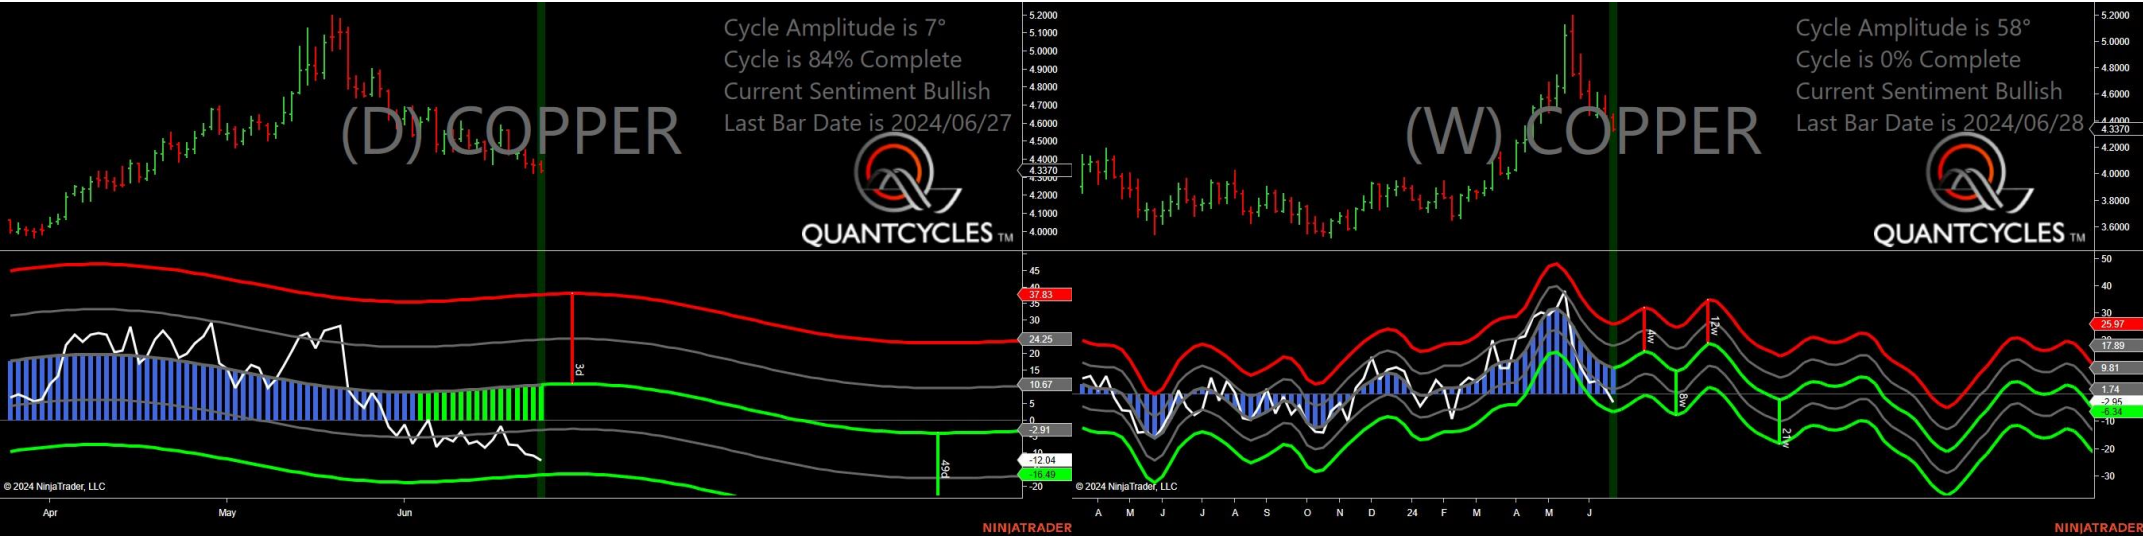 Cycle Amplitude is 7°
Cycle is 84% Complete
Current Sentiment Bullish
Last Bar Date is 2024/06/27
(D) COPPER
QUANTCYCLES TM
5.2000
5.1000
5.0000
4.9000
4.8000
4.7000
4.6000
4.5000
4.4000
4.3370
4.2000
4.1000
4.0000
45
37.83
35
30
24.25
20
15
10.67
5
0
-2.91
-12.04
-16.49
-20
3d
49d
© 2024 NinjaTrader, LLC
Apr May Jun
NINJATRADER
Cycle Amplitude is 58°
Cycle is 0% Complete
Current Sentiment Bullish
Last Bar Date is 2024/06/28
(W) COPPER
QUANTCYCLES TM
5.2000
5.0000
4.8000
4.6000
4.3370
4.2000
4.0000
3.8000
3.6000
50
40
30
25.97
17.89
9.81
1.74
-2.95
-6.34
-10
-20
-30
4w
12w
8w
21w
© 2024 NinjaTrader, LLC
A M J J A S O N D 24 F M A M J
NINJATRADER